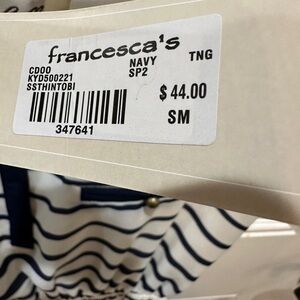 francesca's
CDOO NAVY TNG
KYD500221 SP2
SSTHINTOBI $44.00
347641 SM